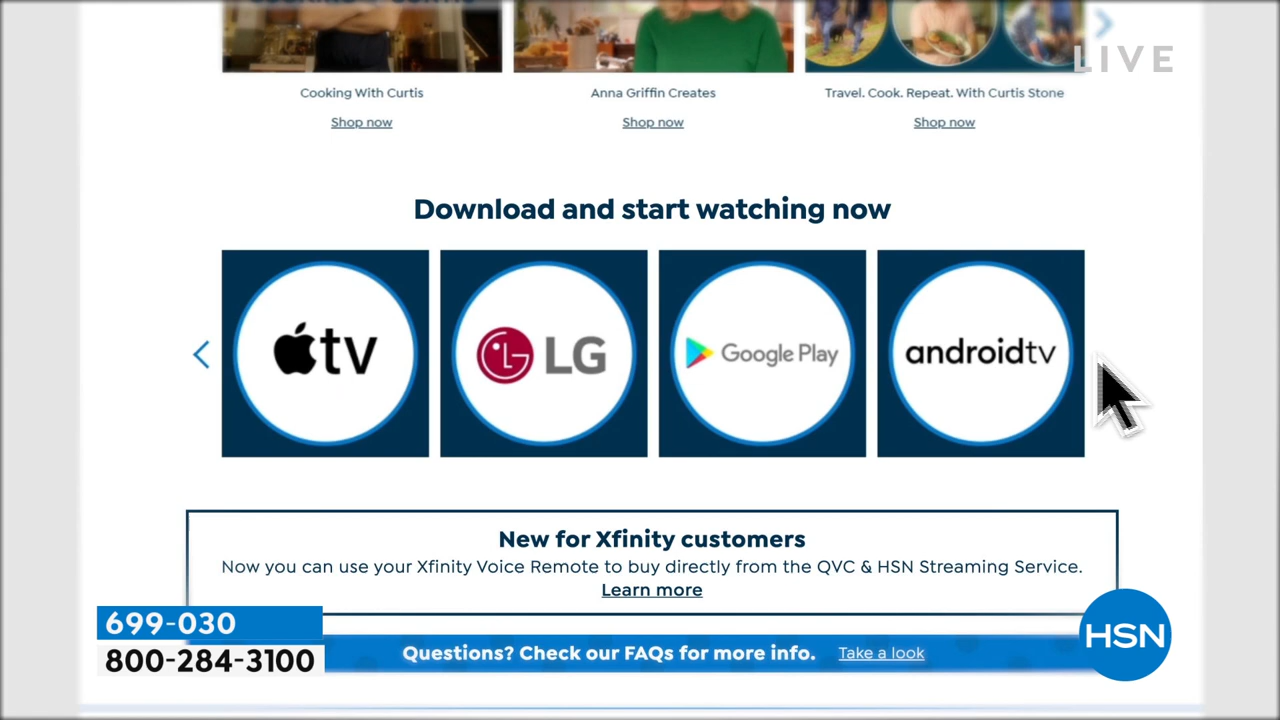 LIVE
Cooking With Curtis
Anna Griffin Creates
Travel. Cook. Repeat. With Curtis Stone
Shop now
Shop now
Shop now
Download and start watching now
tv
LG
Google Play
androidtv
New for Xfinity customers
Now you can use your Xfinity Voice Remote to buy directly from the QVC & HSN Streaming Service.
Learn more
699-030
800-284-3100
Questions? Check our FAQs for more info.
Take a look
HSN